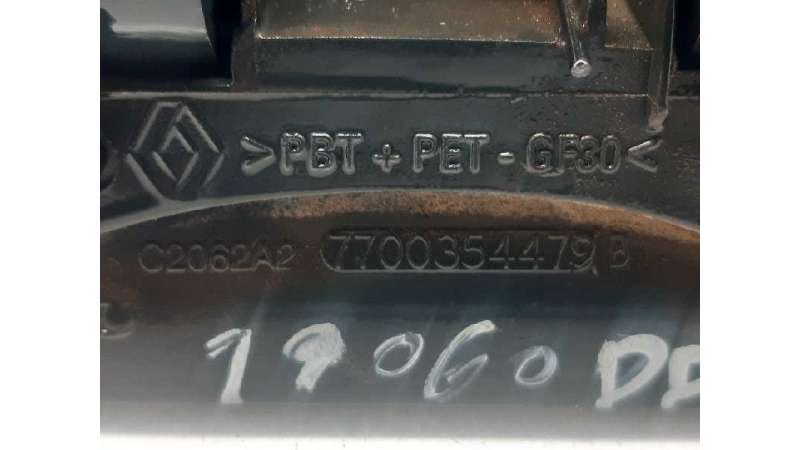 >PBT + PET - GF30<
C2062A2 7700354479 B
19060 DD